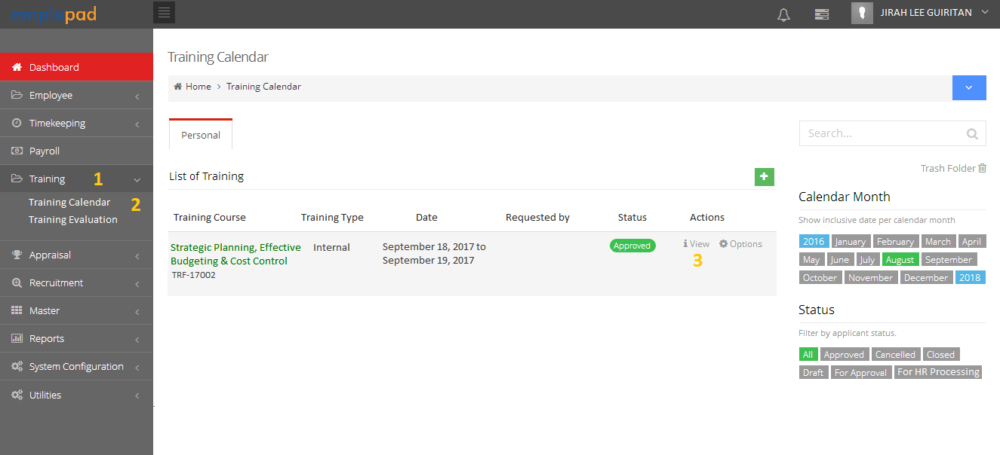 emplopad
JIRAH LEE GUIRITAN
Dashboard
Employee
Timekeeping
Payroll
Training 1
Training Calendar 2
Training Evaluation
Appraisal
Recruitment
Master
Reports
System Configuration
Utilities
Training Calendar
Home > Training Calendar
Personal
List of Training
+
Training Course Training Type Date Requested by Status Actions
Strategic Planning, Effective Internal September 18, 2017 to Approved View Options
Budgeting & Cost Control September 19, 2017 3
TRF-17002
Search...
Trash Folder
Calendar Month
Show inclusive date per calendar month
2016 January February March April
May June July August September
October November December 2018
Status
Filter by applicant status.
All Approved Cancelled Closed
Draft For Approval For HR Processing